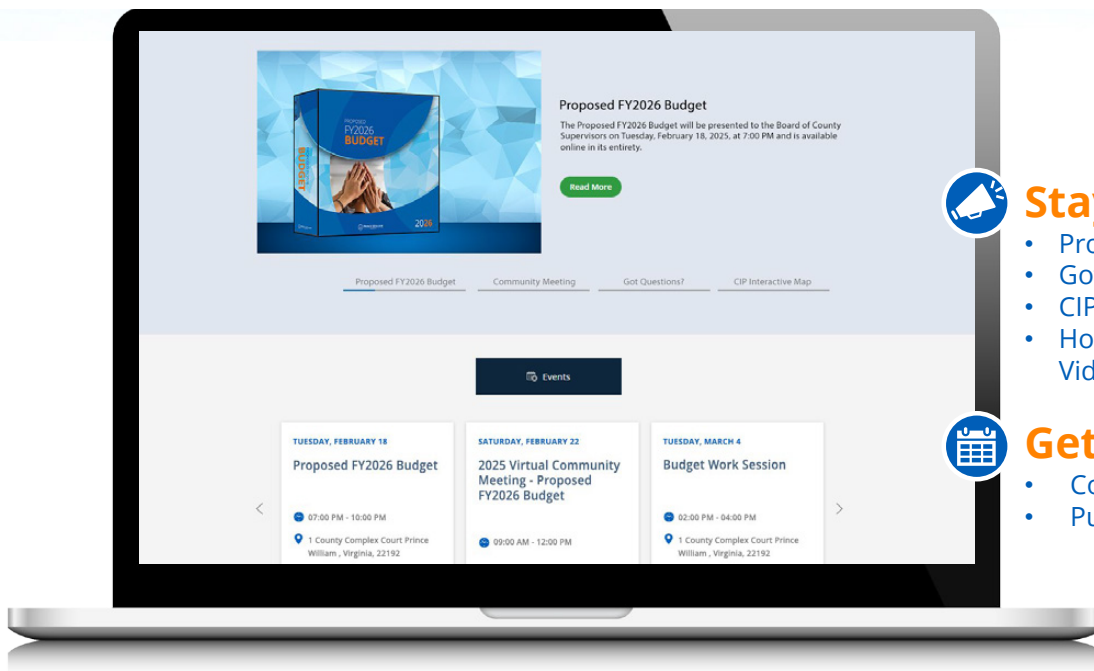 PROPOSED
FY2026
BUDGET
BUDGET
2026
Proposed FY2026 Budget
The Proposed FY2026 Budget will be presented to the Board of County
Supervisors on Tuesday, February 18, 2025, at 7:00 PM and is available
online in its entirety.
Read More
Proposed FY2026 Budget
Community Meeting
Got Questions?
CIP Interactive Map
Events
TUESDAY, FEBRUARY 18
Proposed FY2026 Budget
07:00 PM - 10:00 PM
1 County Complex Court Prince
William , Virginia, 22192
SATURDAY, FEBRUARY 22
2025 Virtual Community
Meeting - Proposed
FY2026 Budget
09:00 AM - 12:00 PM
TUESDAY, MARCH 4
Budget Work Session
02:00 PM - 04:00 PM
1 County Complex Court Prince
William , Virginia, 22192
Stay
• Pro
• Go
• CIP
• Ho
Vid
Get
• Co
• Pu